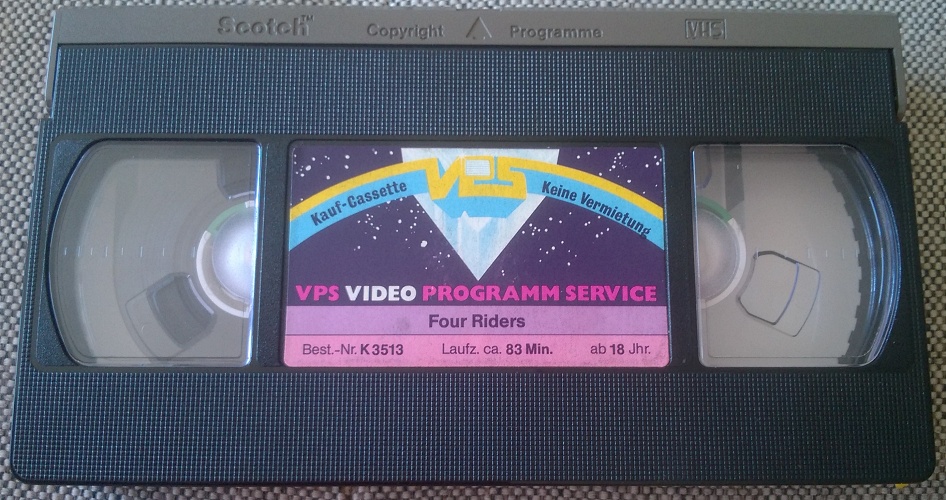 Scotch™ Copyright Programme VHS
VPS
Kauf-Cassette Keine Vermietung
VPS VIDEO PROGRAMM SERVICE
Four Riders
Best.-Nr. K 3513 Laufz. ca. 83 Min. ab 18 Jhr.